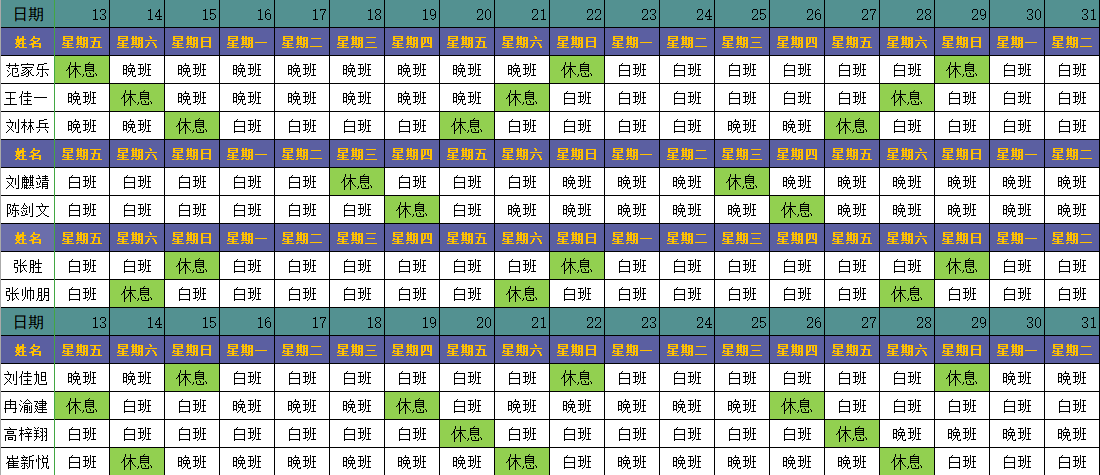 日期 13 14 15 16 17 18 19 20 21 22 23 24 25 26 27 28 29 30 31
姓名 星期五 星期六 星期日 星期一 星期二 星期三 星期四 星期五 星期六 星期日 星期一 星期二 星期三 星期四 星期五 星期六 星期日 星期一 星期二
范家乐 休息 晚班 晚班 晚班 晚班 晚班 晚班 晚班 晚班 休息 白班 白班 白班 白班 白班 白班 休息 白班 白班
王佳一 晚班 休息 晚班 晚班 晚班 晚班 晚班 晚班 休息 白班 白班 白班 白班 白班 白班 休息 白班 白班 白班
刘林兵 晚班 晚班 休息 白班 白班 白班 白班 休息 白班 白班 白班 白班 晚班 晚班 休息 白班 白班 白班 白班
姓名 星期五 星期六 星期日 星期一 星期二 星期三 星期四 星期五 星期六 星期日 星期一 星期二 星期三 星期四 星期五 星期六 星期日 星期一 星期二
刘麒靖 白班 白班 白班 白班 白班 休息 白班 白班 白班 晚班 晚班 晚班 休息 晚班 晚班 晚班 晚班 晚班 晚班
陈剑文 白班 白班 白班 白班 白班 白班 休息 白班 晚班 晚班 晚班 晚班 晚班 休息 晚班 晚班 晚班 晚班 晚班
姓名 星期五 星期六 星期日 星期一 星期二 星期三 星期四 星期五 星期六 星期日 星期一 星期二 星期三 星期四 星期五 星期六 星期日 星期一 星期二
张胜 白班 白班 休息 白班 白班 白班 白班 白班 白班 休息 白班 白班 白班 白班 白班 白班 休息 白班 白班
张帅朋 白班 休息 白班 白班 白班 白班 白班 白班 休息 白班 白班 白班 白班 白班 白班 休息 白班 白班 白班
日期 13 14 15 16 17 18 19 20 21 22 23 24 25 26 27 28 29 30 31
姓名 星期五 星期六 星期日 星期一 星期二 星期三 星期四 星期五 星期六 星期日 星期一 星期二 星期三 星期四 星期五 星期六 星期日 星期一 星期二
刘佳旭 晚班 晚班 休息 白班 白班 白班 白班 白班 白班 休息 白班 白班 白班 白班 白班 白班 休息 晚班 晚班
冉渝建 休息 白班 白班 晚班 晚班 晚班 休息 白班 晚班 晚班 晚班 晚班 晚班 休息 白班 白班 白班 白班 白班
高梓翔 白班 白班 白班 白班 白班 白班 白班 休息 白班 白班 白班 白班 白班 白班 休息 晚班 晚班 晚班 晚班
崔新悦 白班 休息 晚班 晚班 晚班 晚班 晚班 晚班 休息 白班 白班 白班 晚班 晚班 晚班 休息 白班 白班 白班